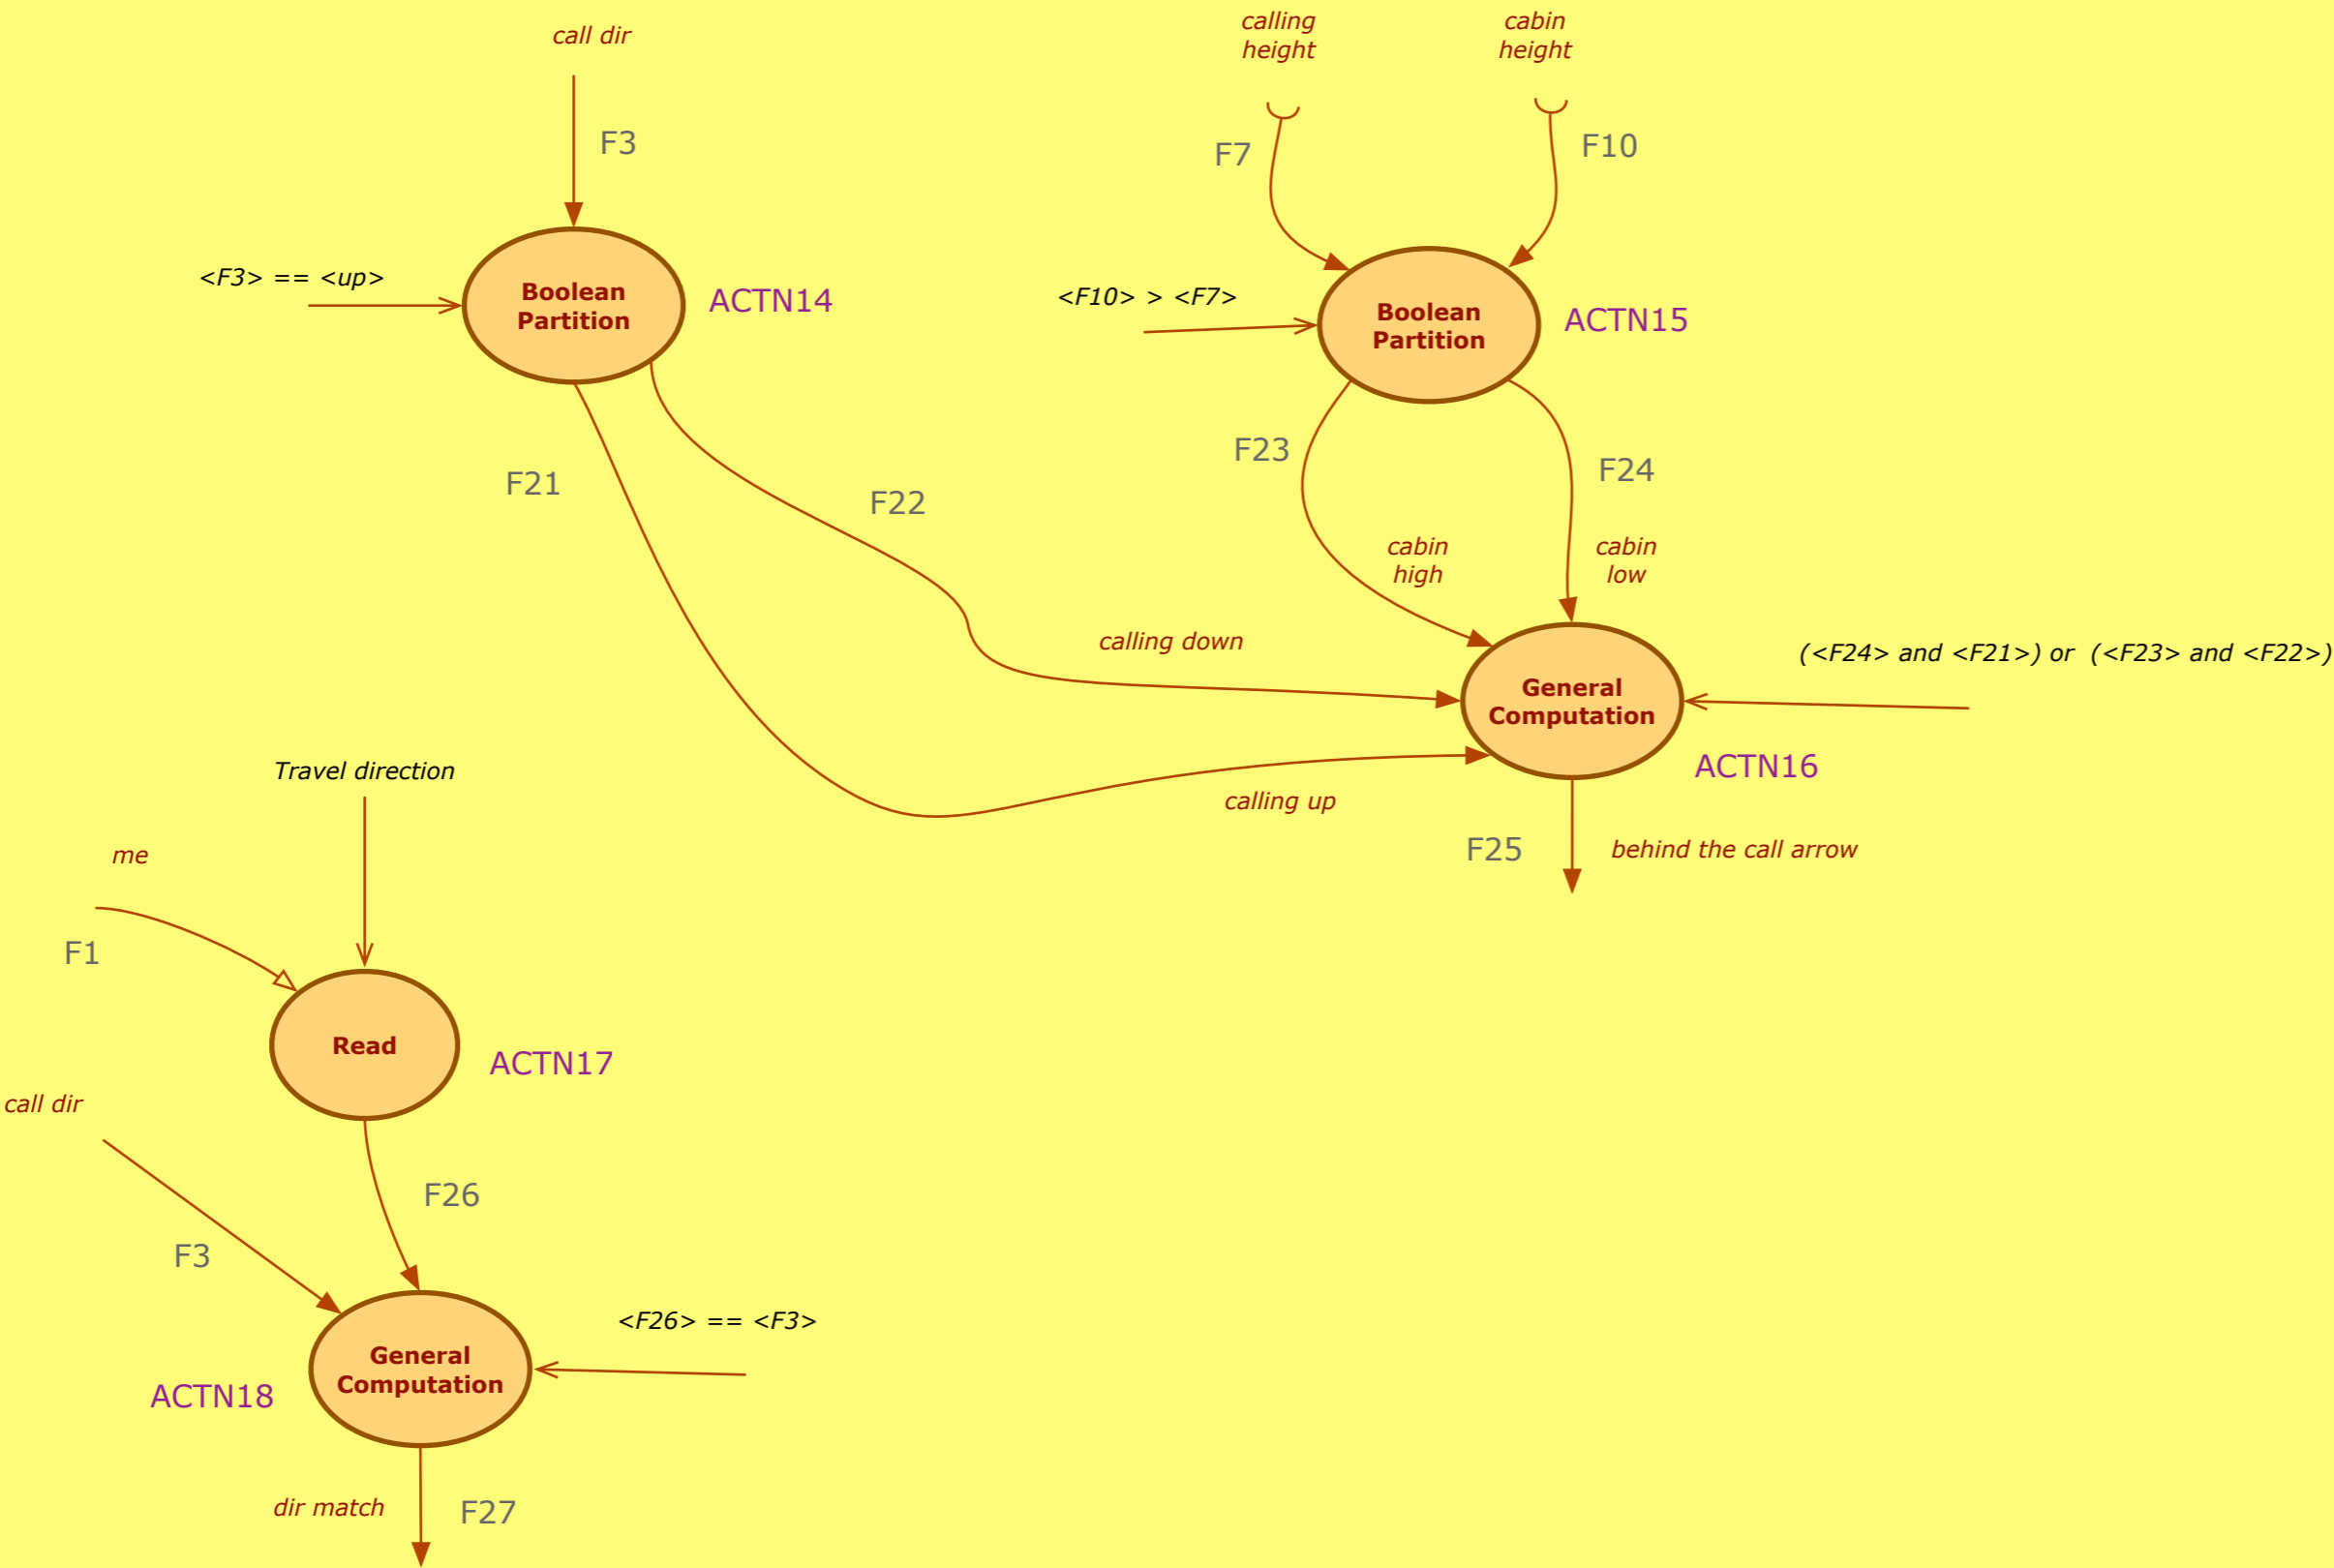 call dir
calling
height
cabin
height
F3
F7
F10
<F3> == <up>
Boolean
Partition
ACTN14
<F10> > <F7>
Boolean
Partition
ACTN15
F21
F22
F23
F24
cabin
high
cabin
low
calling down
(<F24> and <F21>) or (<F23> and <F22>)
General
Computation
ACTN16
calling up
F25
behind the call arrow
Travel direction
me
F1
Read
ACTN17
call dir
F26
F3
<F26> == <F3>
General
Computation
ACTN18
dir match
F27